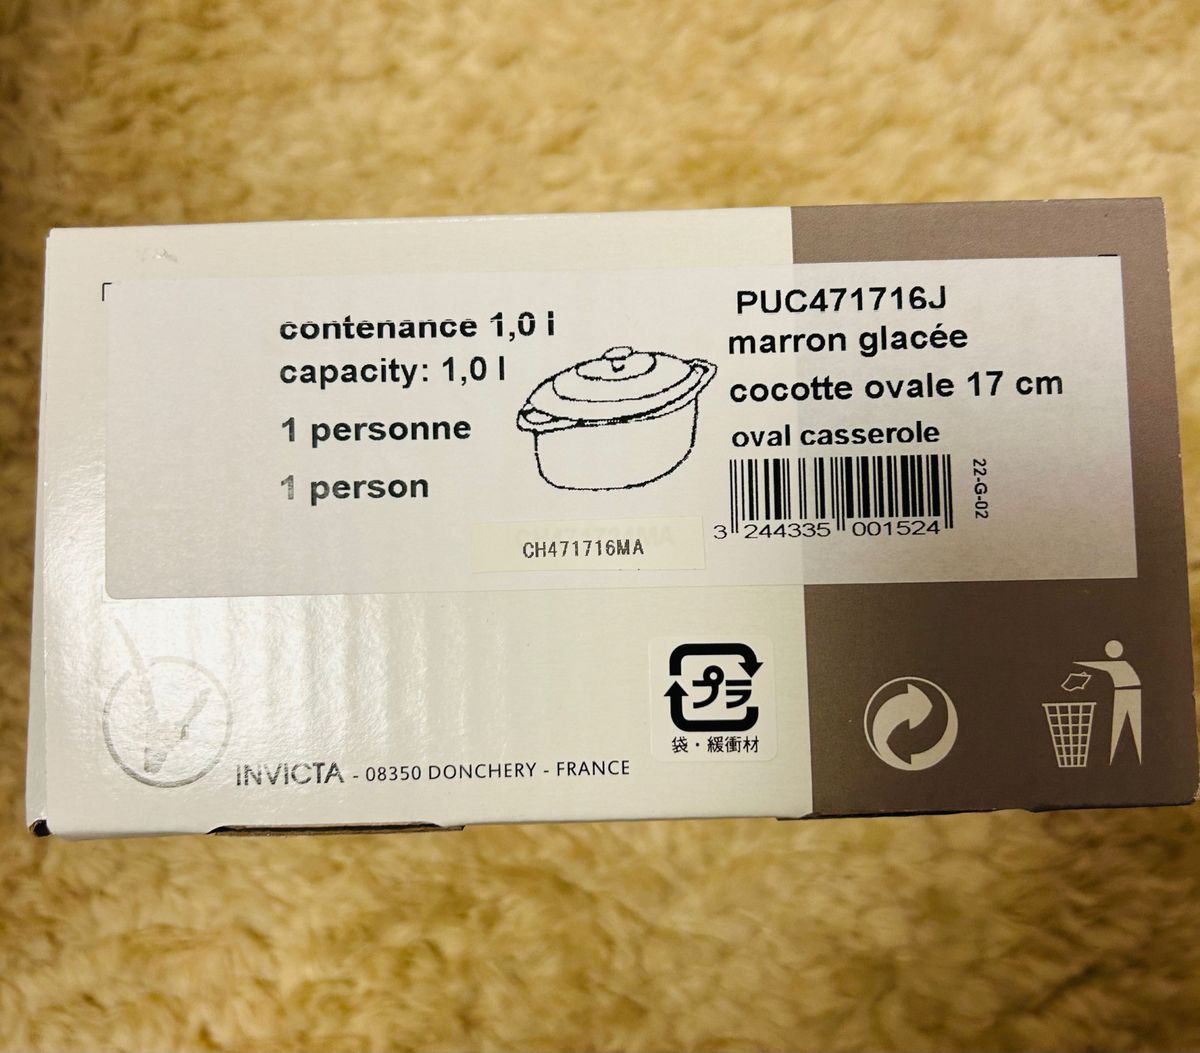 contenance 1,0 l
capacity: 1,0 l
1 personne
1 person
PUC471716J
marron glacée
cocotte ovale 17 cm
oval casserole
22-G-02
3 244335 001524
CH471716MA
プラ
袋・緩衝材
INVICTA - 08350 DONCHERY - FRANCE